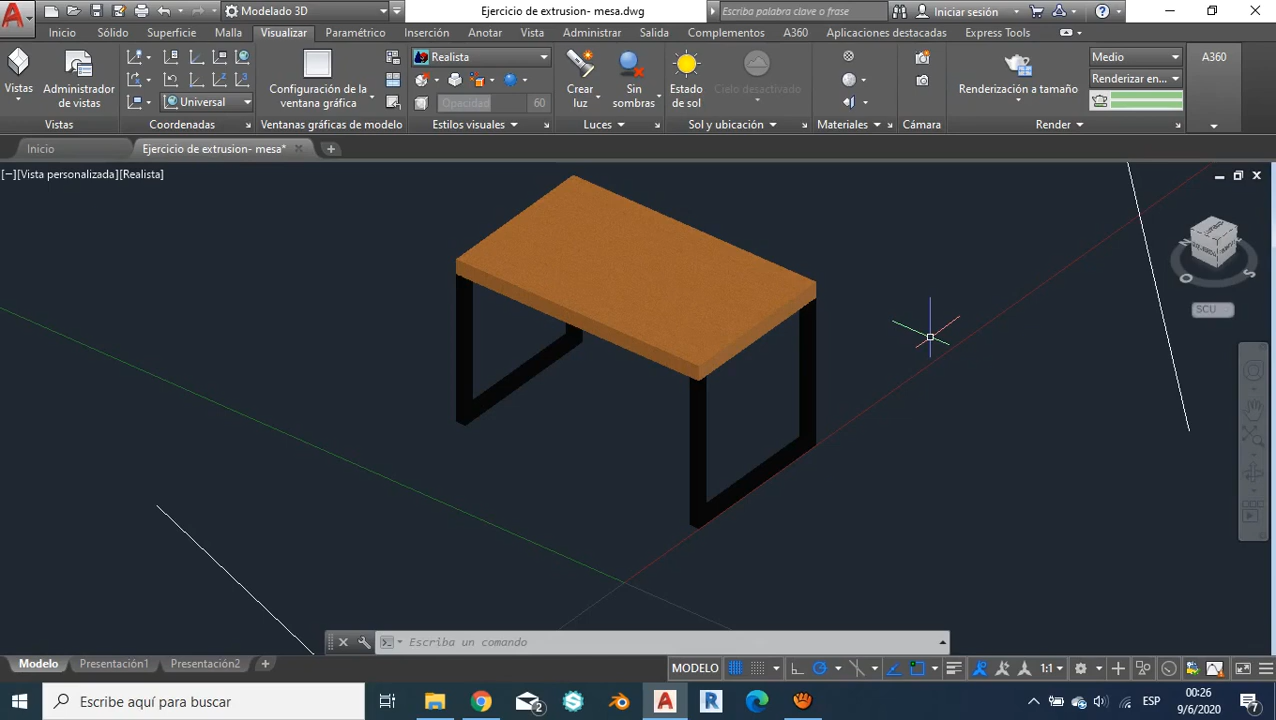 Modelado 3D
Ejercicio de extrusion- mesa.dwg
Escriba palabra clave o frase
Iniciar sesión
Inicio
Sólido
Superficie
Malla
Visualizar
Paramétrico
Inserción
Anotar
Vista
Administrar
Salida
Complementos
A360
Aplicaciones destacadas
Express Tools
Vistas
Administrador
de vistas
Universal
Configuración de la
ventana gráfica
Realista
Opacidad
60
Crear
luz
Sin
sombras
Estado
de sol
Cielo desactivado
Renderización a tamaño
Medio
Renderizar en...
A360
Vistas
Coordenadas
Ventanas gráficas de modelo
Estilos visuales
Luces
Sol y ubicación
Materiales
Cámara
Render
Inicio
Ejercicio de extrusion- mesa*
[−][Vista personalizada][Realista]
N
O
S
SCU
Escriba un comando
Modelo
Presentación1
Presentación2
MODELO
1:1
Escribe aquí para buscar
2
ESP
00:26
9/6/2020
7